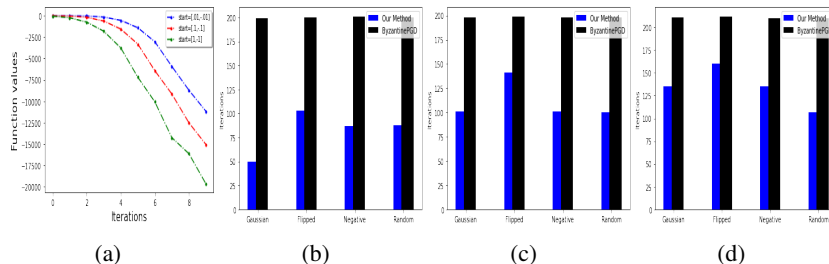 start=[.01,-.01]
start=[.1,-.1]
start=[1,-1]
Function values
0
−2500
−5000
−7500
−10000
−12500
−15000
−17500
−20000
0 2 4 6 8
Iterations
(a)
Our Method
ByzantinePGD
Iterations
200
175
150
125
100
75
50
25
0
Gaussian Flipped Negative Random
(b)
Our Method
ByzantinePGD
Iterations
200
175
150
125
100
75
50
25
0
Gaussian Flipped Negative Random
(c)
Our Method
ByzantinePGD
Iterations
200
175
150
125
100
75
50
25
0
Gaussian Flipped Negative Random
(d)